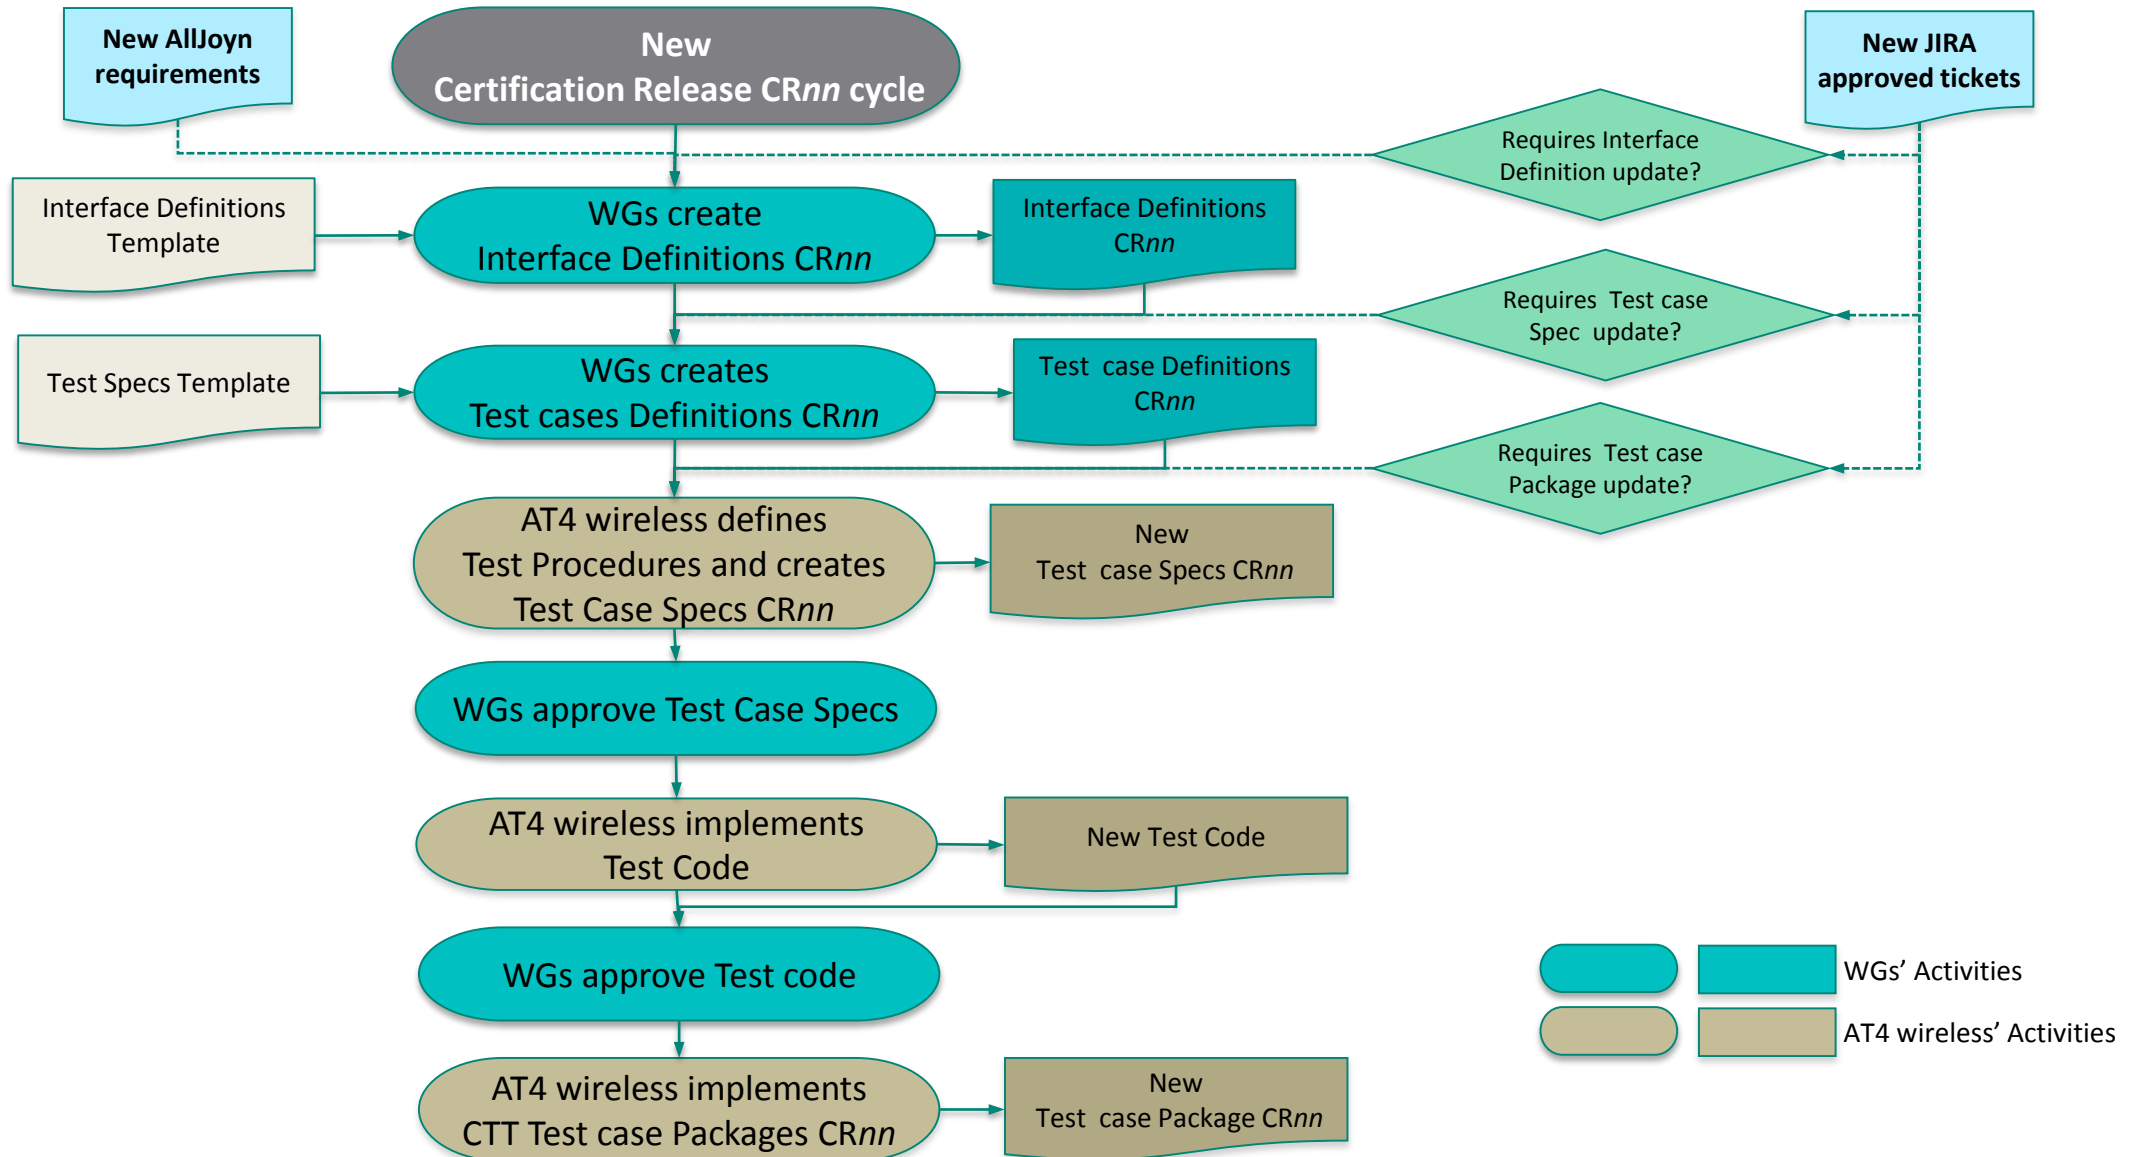 New AllJoyn
requirements
New
Certification Release CRnn cycle
New JIRA
approved tickets
Requires Interface
Definition update?
Interface Definitions
Template
WGs create
Interface Definitions CRnn
Interface Definitions
CRnn
Requires  Test case
Spec  update?
Test Specs Template
WGs creates
Test cases Definitions CRnn
Test  case Definitions
CRnn
Requires  Test case
Package update?
AT4 wireless defines
Test Procedures and creates
Test Case Specs CRnn
New
Test  case Specs CRnn
WGs approve Test Case Specs
AT4 wireless implements
Test Code
New Test Code
WGs approve Test code
WGs' Activities
AT4 wireless' Activities
AT4 wireless implements
CTT Test case Packages CRnn
New
Test  case Package CRnn